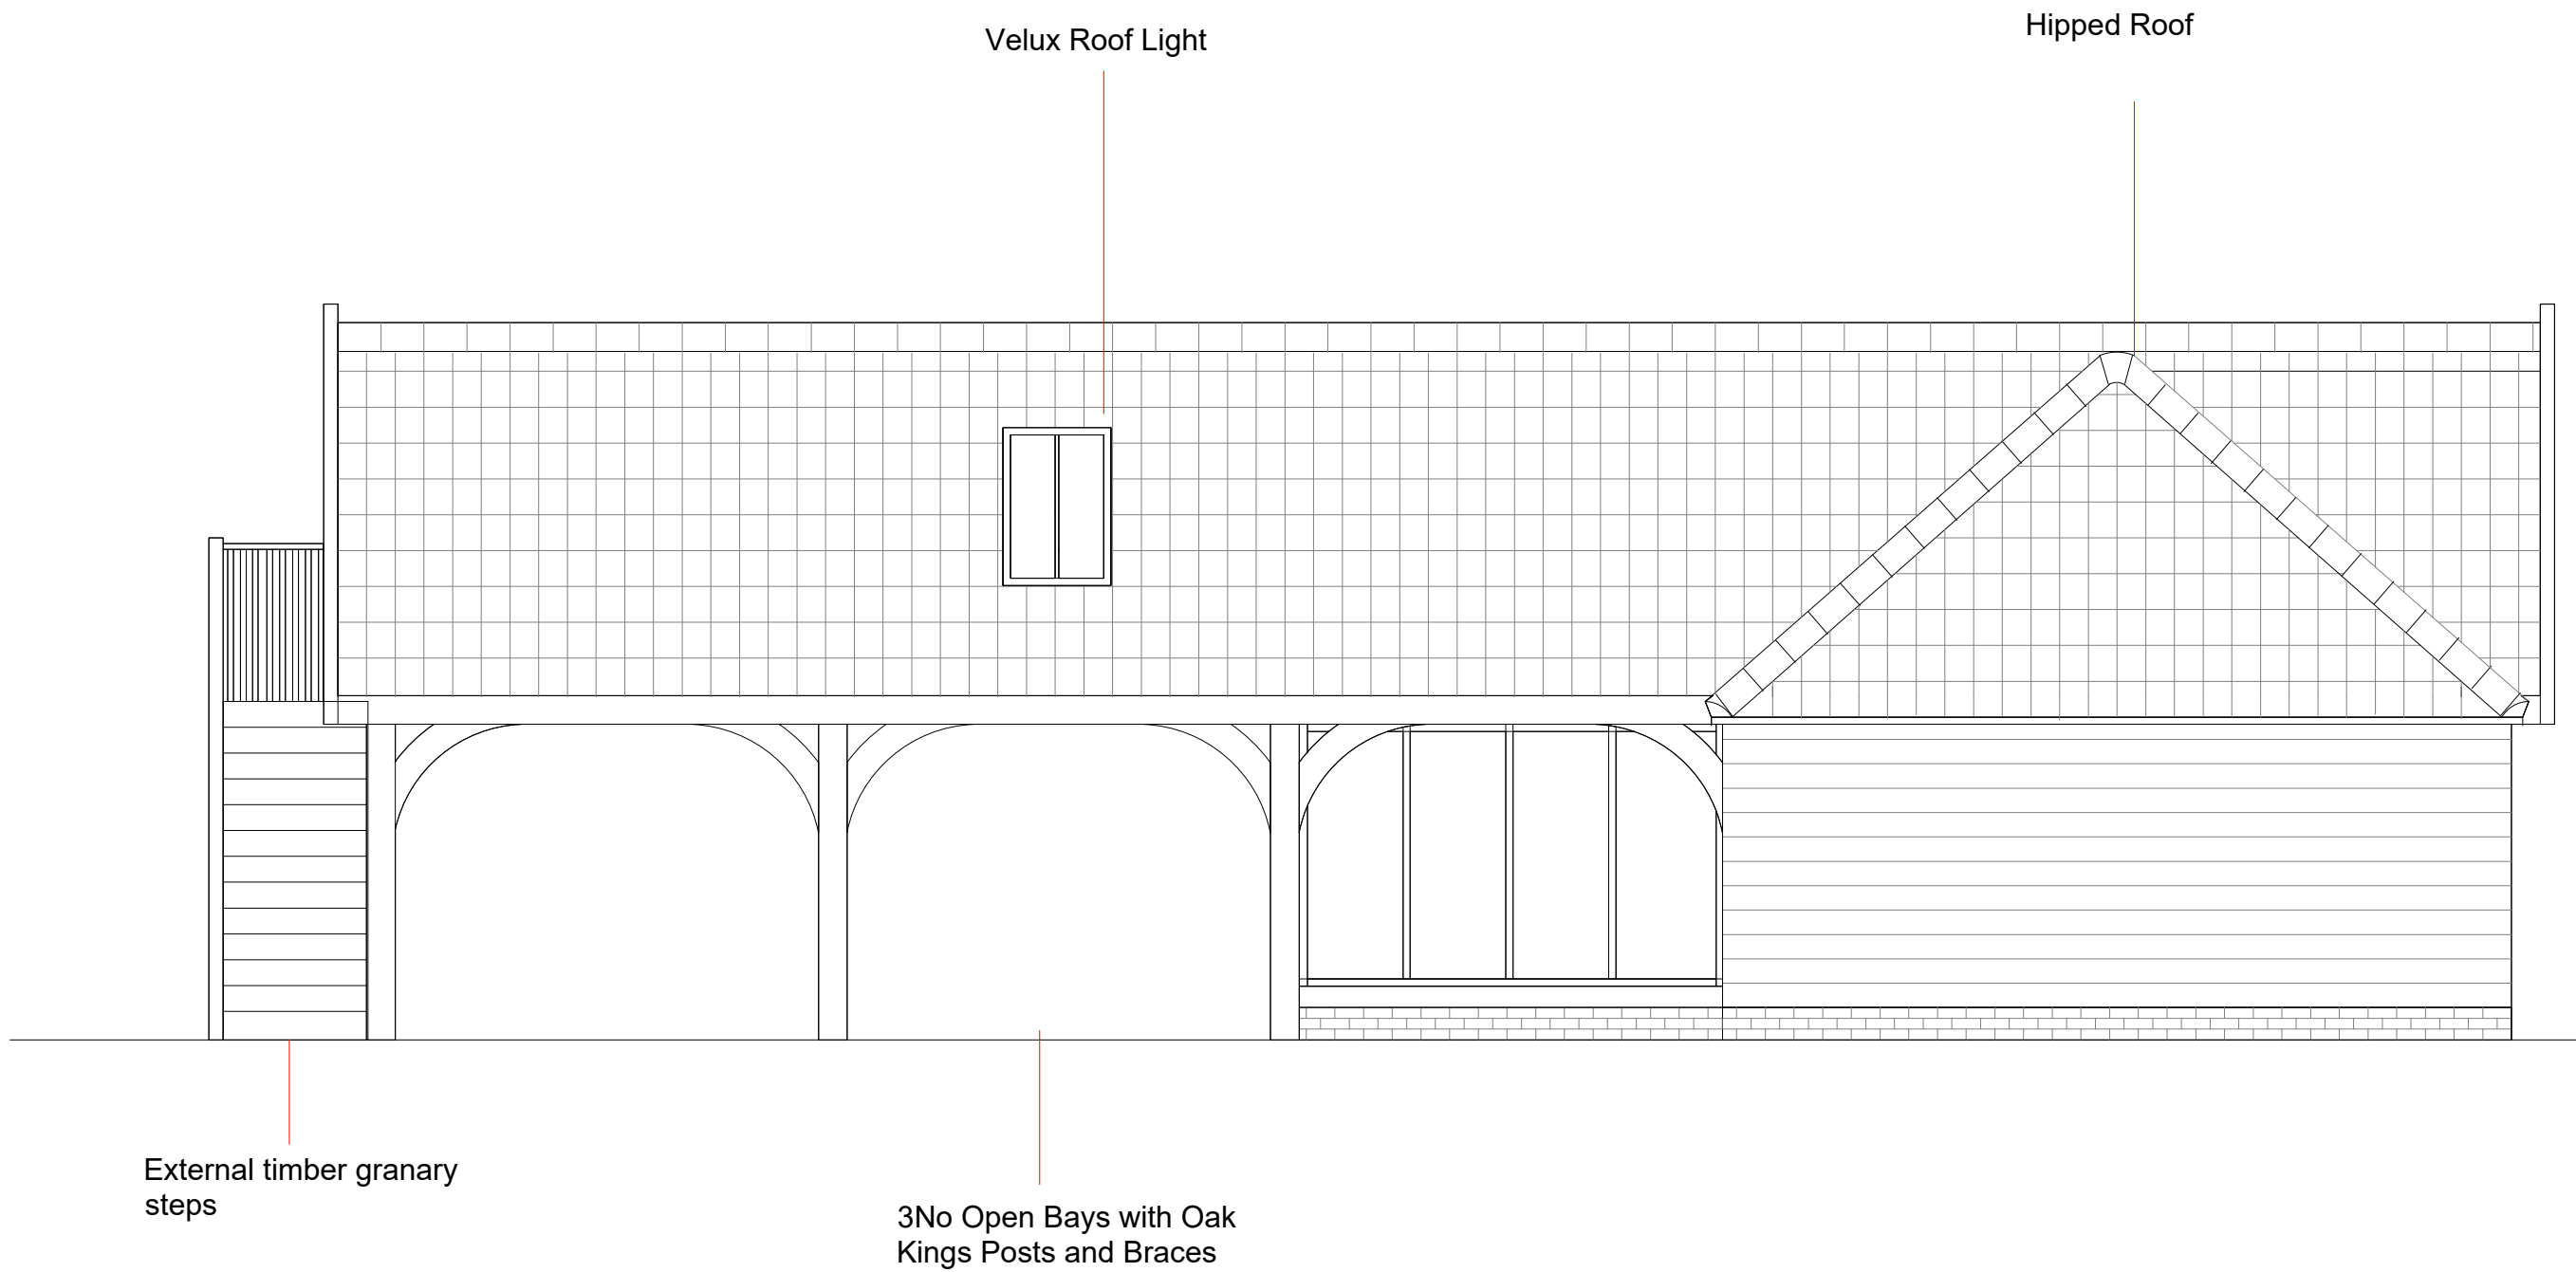 Velux Roof Light
Hipped Roof
External timber granary
steps
3No Open Bays with Oak
Kings Posts and Braces